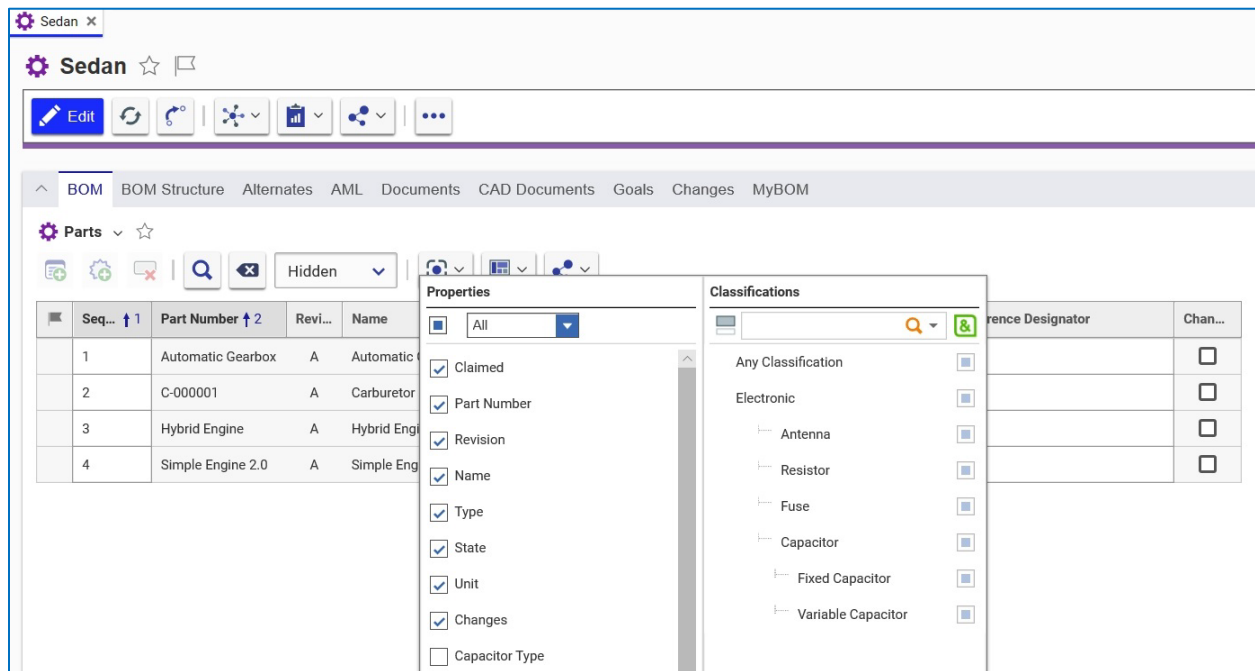 Sedan
Sedan
Edit
BOM BOM Structure Alternates AML Documents CAD Documents Goals Changes MyBOM
Parts
Hidden
Seq... 1 Part Number 2 Revi... Name rence Designator Chan...
1 Automatic Gearbox A Automatic
2 C-000001 A Carburetor
3 Hybrid Engine A Hybrid Engi
4 Simple Engine 2.0 A Simple Eng
Properties
All
Claimed
Part Number
Revision
Name
Type
State
Unit
Changes
Capacitor Type
Classifications
&
Any Classification
Electronic
Antenna
Resistor
Fuse
Capacitor
Fixed Capacitor
Variable Capacitor